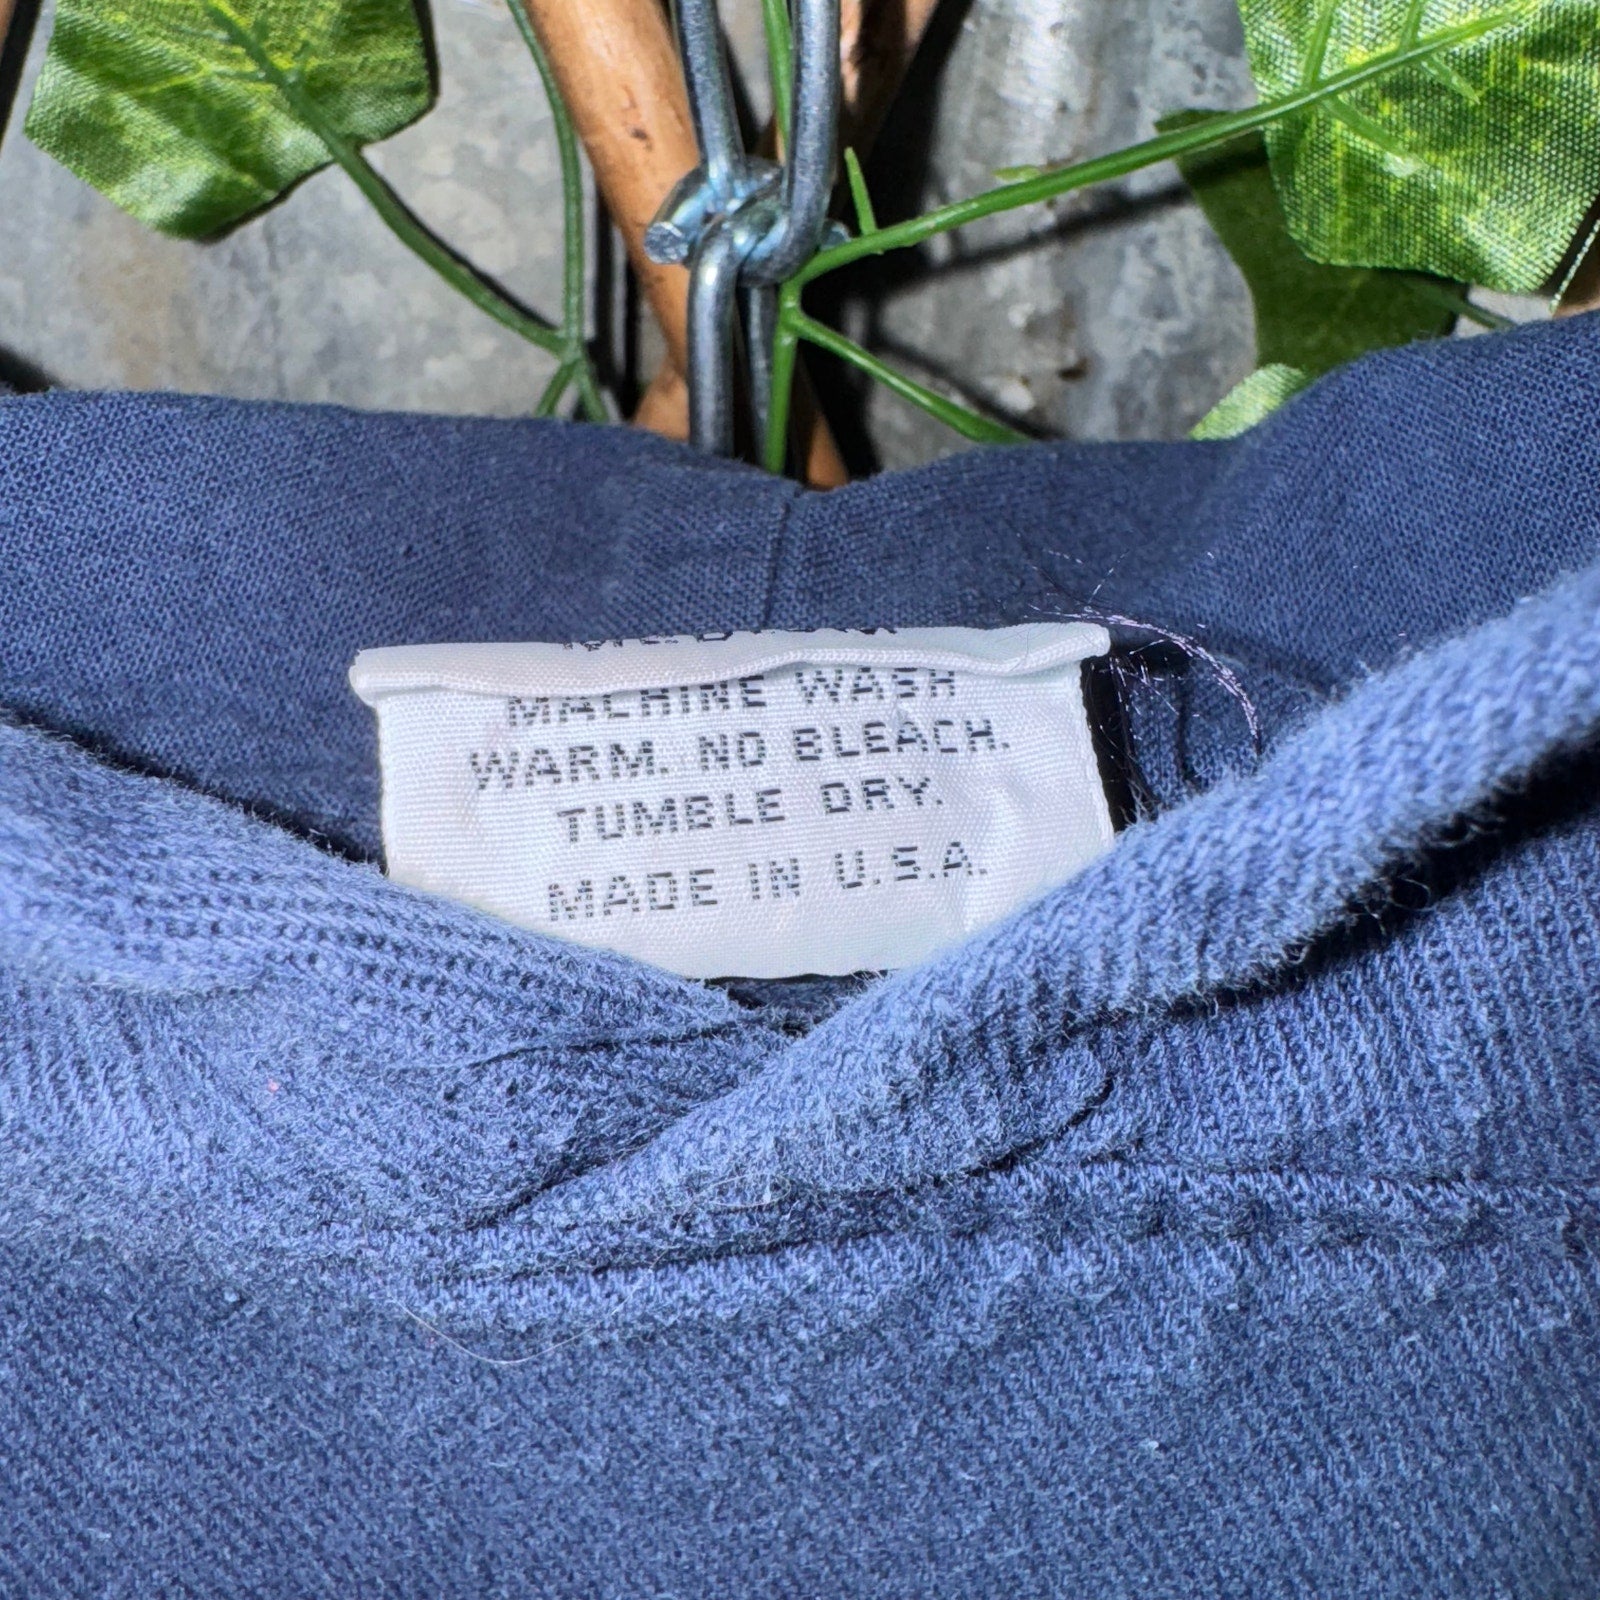 MACHINE WASH
WARM. NO BLEACH.
TUMBLE DRY.
MADE IN U.S.A.